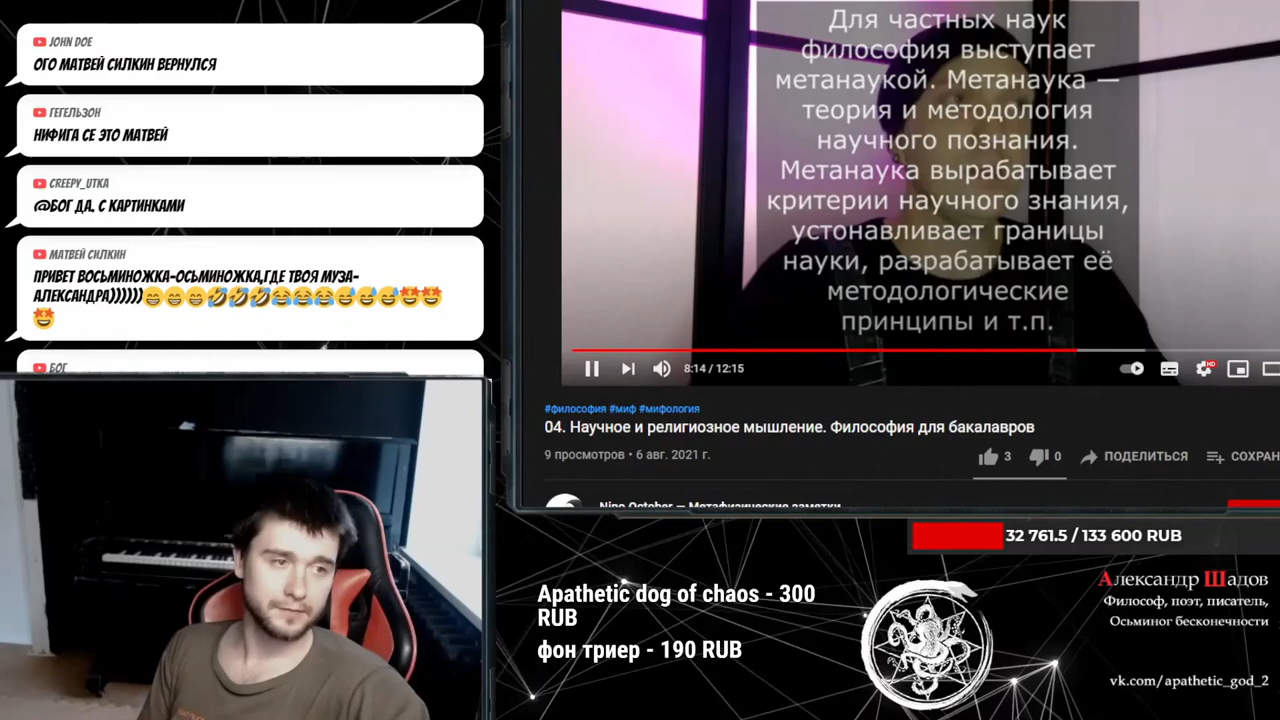 JOHN DOE
ОГО МАТВЕЙ СИЛКИН ВЕРНУЛСЯ
ГЕГЕЛЬЗОН
НИФИГА СЕ ЭТО МАТВЕЙ
CREEPY_UTKA
@БОГ ДА. С КАРТИНКАМИ
МАТВЕЙ СИЛКИН
ПРИВЕТ ВОСЬМИНОЖКА-ОСЬМИНОЖКА,ГДЕ ТВОЯ МУЗА-
АЛЕКСАНДРА))))))😁😁😁🤣🤣🤣😂😂😂😅😅😅🤩🤩
🤩
БОГ
Для частных наук
философия выступает
метанаукой. Метанаука —
теория и методология
научного познания.
Метанаука вырабатывает
критерии научного знания,
устонавливает границы
науки, разрабатывает её
методологические
принципы и т.п.
8:14 / 12:15
HD
#философия #миф #мифология
04. Научное и религиозное мышление. Философия для бакалавров
9 просмотров • 6 авг. 2021 г.
3
0
ПОДЕЛИТЬСЯ
СОХРАН
Nino October — Метафизические заметки
32 761.5 / 133 600 RUB
Apathetic dog of chaos - 300
RUB
фон триер - 190 RUB
Александр Шадов
Философ, поэт, писатель,
Осьминог бесконечности
vk.com/apathetic_god_2